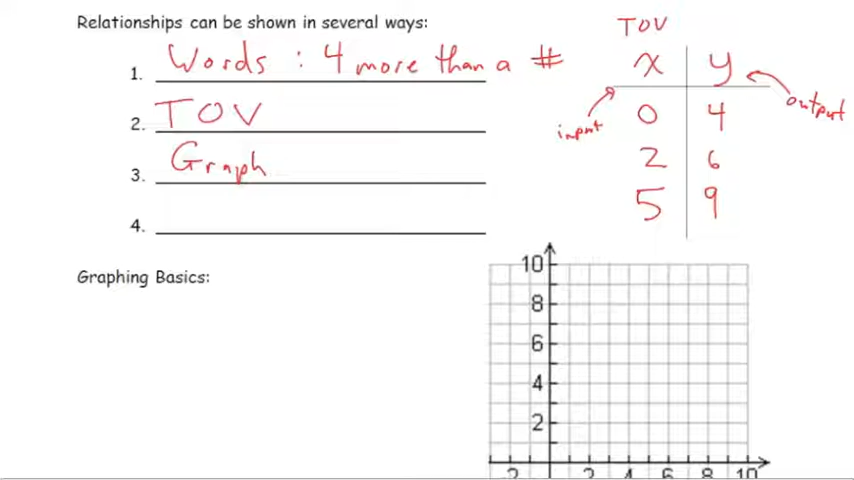 Relationships can be shown in several ways:
1. Words : 4 more than a #
2. TOV
3. Graph
4.
TOV
x y
input
output
0 4
2 6
5 9
Graphing Basics:
10
8
6
4
2
2 2 4 6 8 10